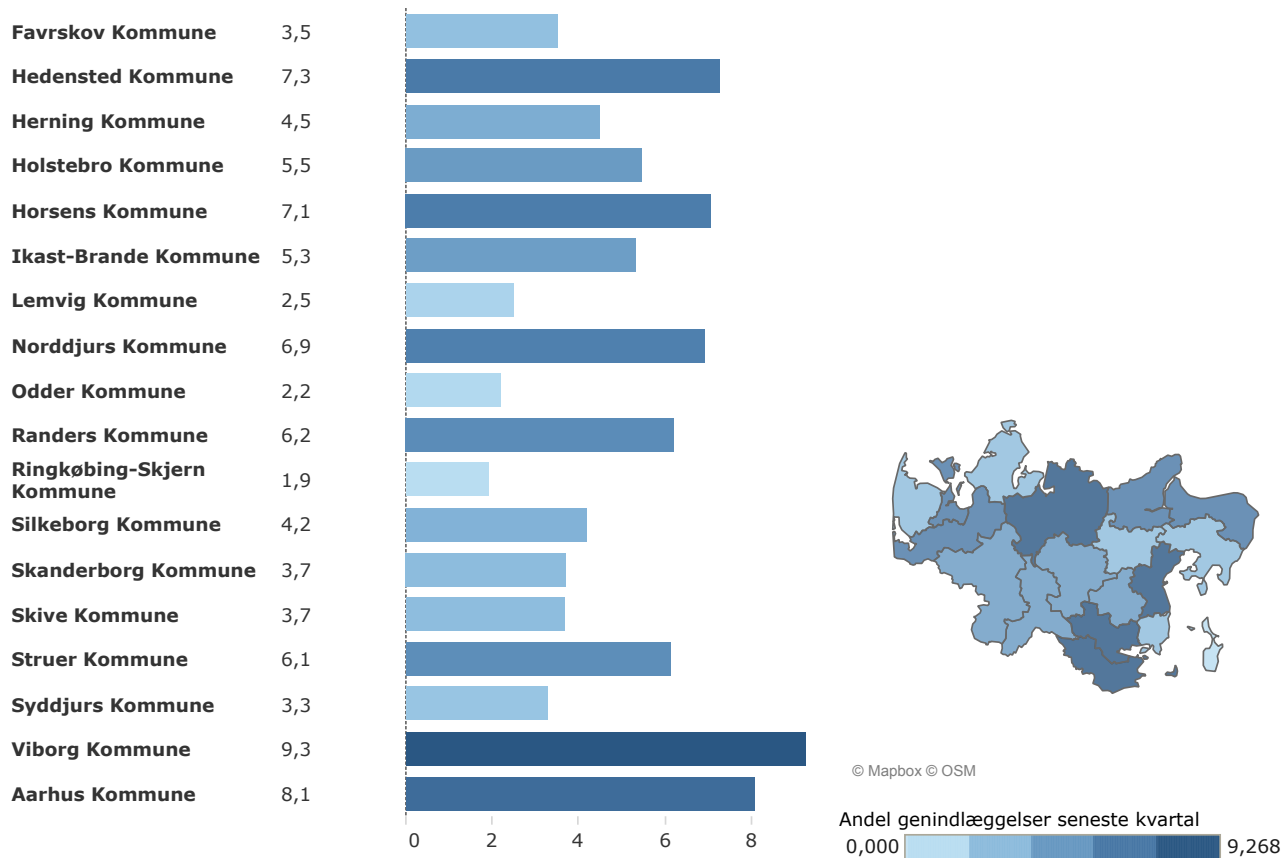 Favrskov Kommune 3,5
Hedensted Kommune 7,3
Herning Kommune 4,5
Holstebro Kommune 5,5
Horsens Kommune 7,1
Ikast-Brande Kommune 5,3
Lemvig Kommune 2,5
Norddjurs Kommune 6,9
Odder Kommune 2,2
Randers Kommune 6,2
Ringkøbing-Skjern
Kommune 1,9
Silkeborg Kommune 4,2
Skanderborg Kommune 3,7
Skive Kommune 3,7
Struer Kommune 6,1
Syddjurs Kommune 3,3
Viborg Kommune 9,3
Aarhus Kommune 8,1
0 2 4 6 8
© Mapbox © OSM
Andel genindlæggelser seneste kvartal
0,000 9,268